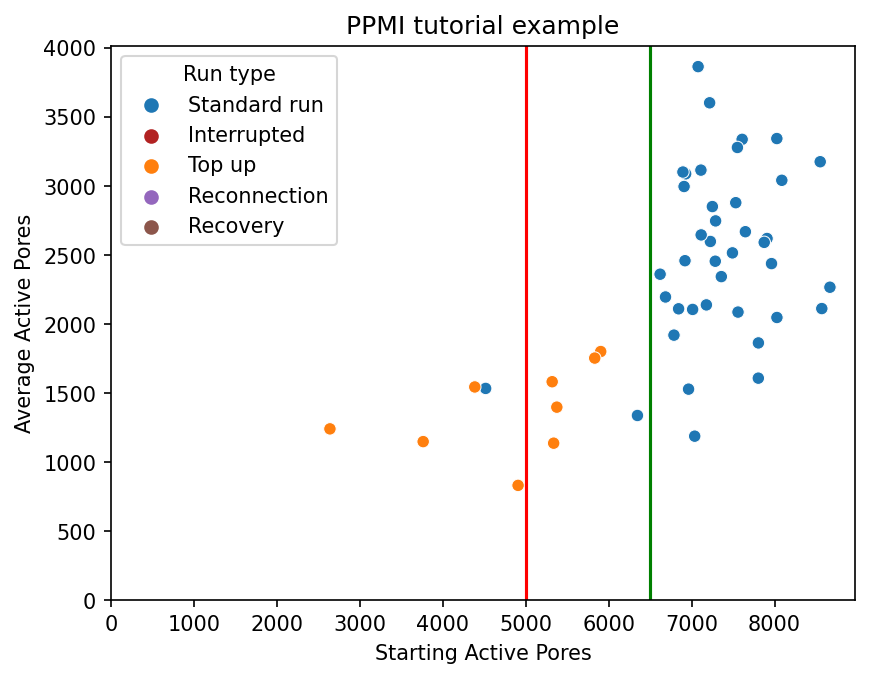 PPMI tutorial example
4000
3500
3000
2500
2000
1500
1000
500
0
Average Active Pores
Run type
Standard run
Interrupted
Top up
Reconnection
Recovery
0 1000 2000 3000 4000 5000 6000 7000 8000
Starting Active Pores